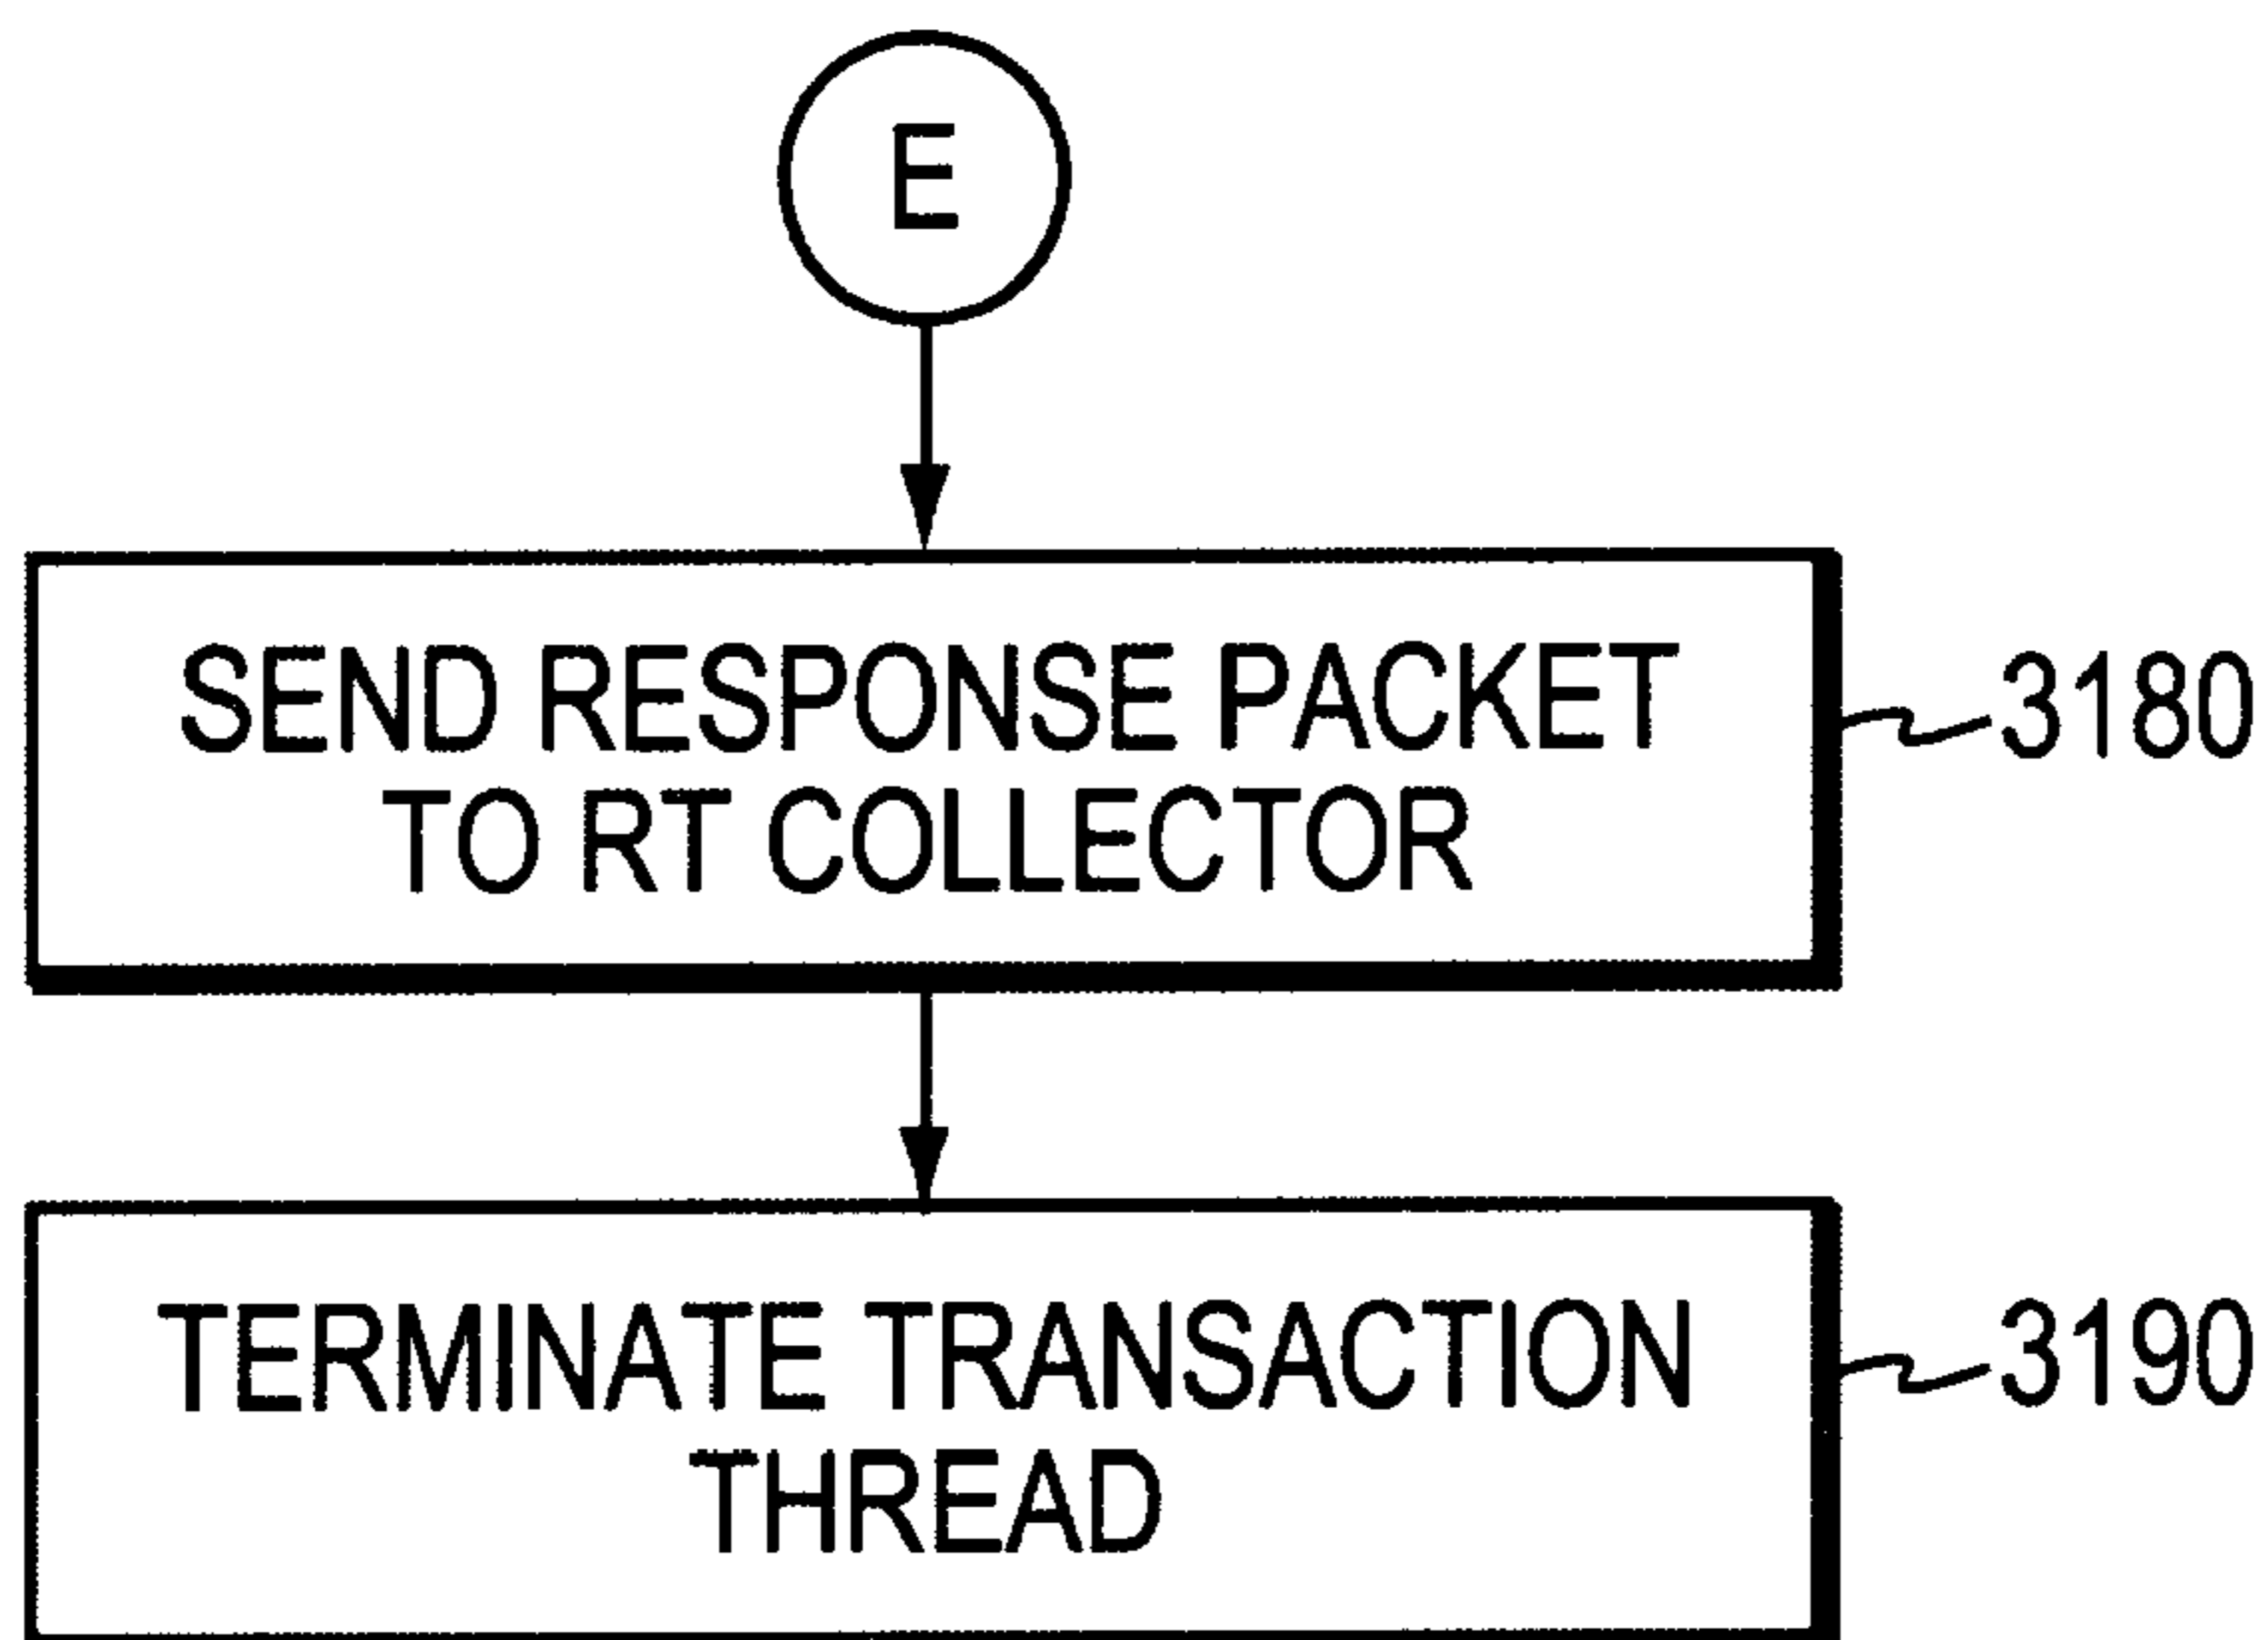 E
SEND RESPONSE PACKET
TO RT COLLECTOR
3180
TERMINATE TRANSACTION
THREAD
3190